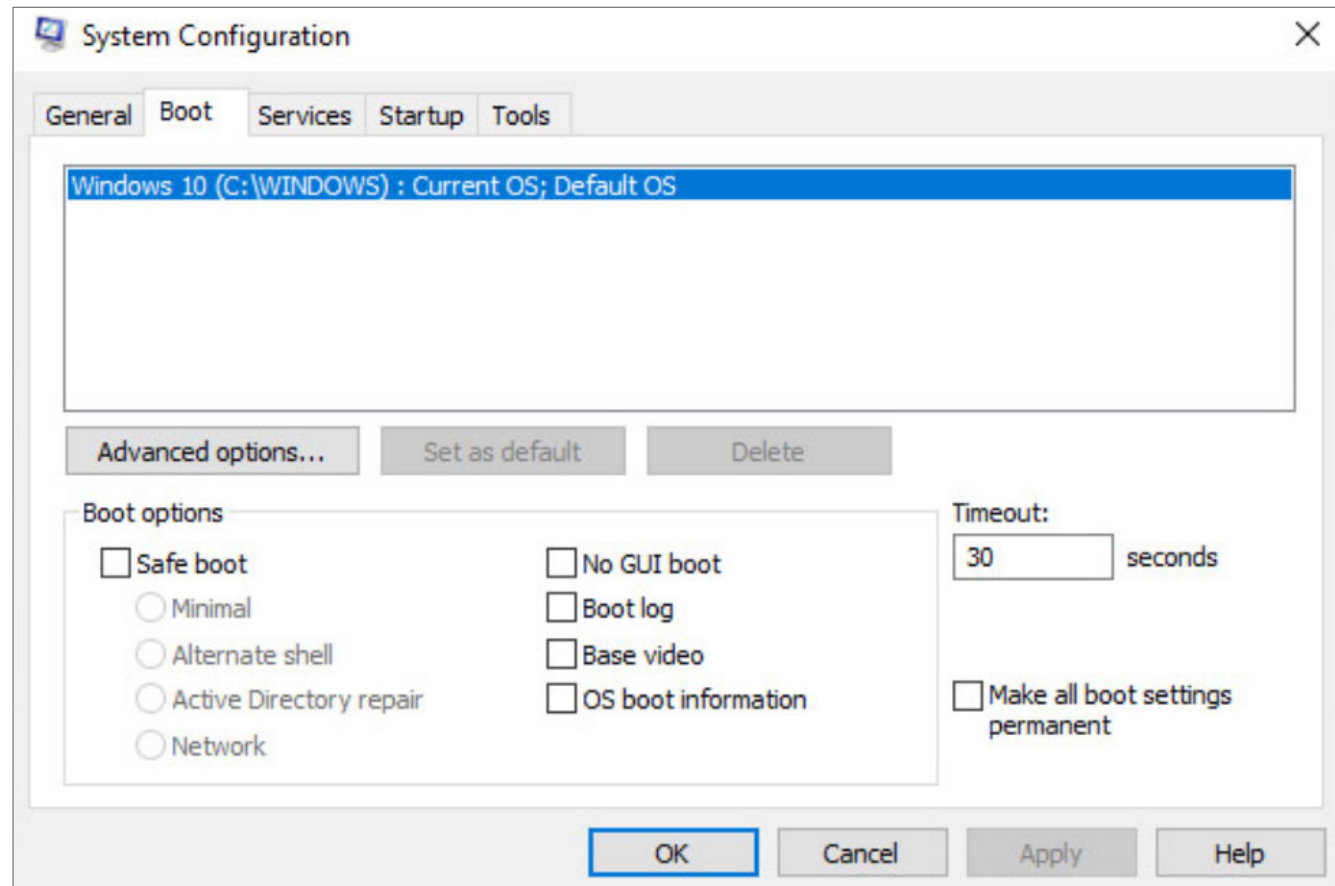 System Configuration
General Boot Services Startup Tools
Windows 10 (C:\WINDOWS) : Current OS; Default OS
Advanced options... Set as default Delete
Boot options
Safe boot
Minimal
Alternate shell
Active Directory repair
Network
No GUI boot
Boot log
Base video
OS boot information
Timeout:
30 seconds
Make all boot settings
permanent
OK Cancel Apply Help